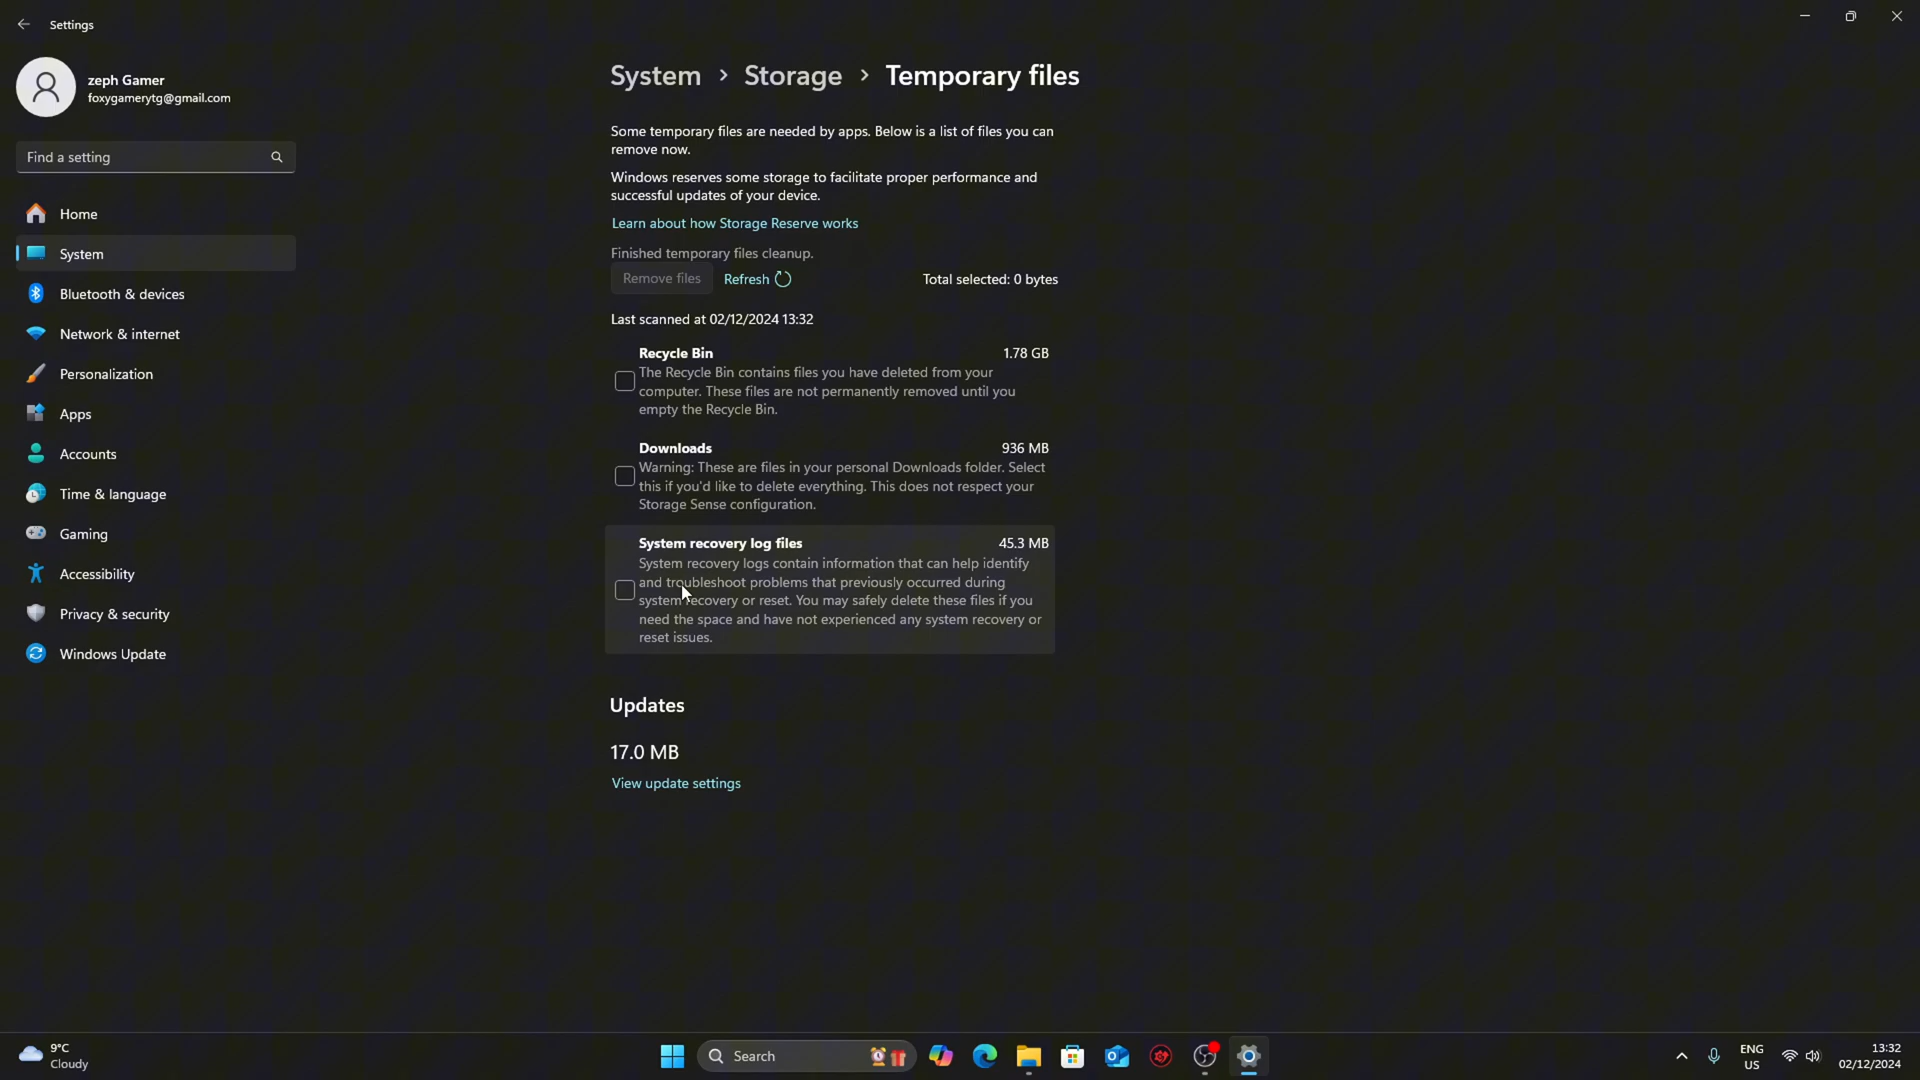 Settings
zeph Gamer
foxygamerytg@gmail.com
Find a setting
Home
System
Bluetooth & devices
Network & internet
Personalization
Apps
Accounts
Time & language
Gaming
Accessibility
Privacy & security
Windows Update
System > Storage > Temporary files
Some temporary files are needed by apps. Below is a list of files you can
remove now.
Windows reserves some storage to facilitate proper performance and
successful updates of your device.
Learn about how Storage Reserve works
Finished temporary files cleanup.
Remove files Refresh Total selected: 0 bytes
Last scanned at 02/12/2024 13:32
Recycle Bin 1.78 GB
The Recycle Bin contains files you have deleted from your
computer. These files are not permanently removed until you
empty the Recycle Bin.
Downloads 936 MB
Warning: These are files in your personal Downloads folder. Select
this if you'd like to delete everything. This does not respect your
Storage Sense configuration.
System recovery log files 45.3 MB
System recovery logs contain information that can help identify
and troubleshoot problems that previously occurred during
system recovery or reset. You may safely delete these files if you
need the space and have not experienced any system recovery or
reset issues.
Updates
17.0 MB
View update settings
9°C
Cloudy
Search
ENG
US
13:32
02/12/2024